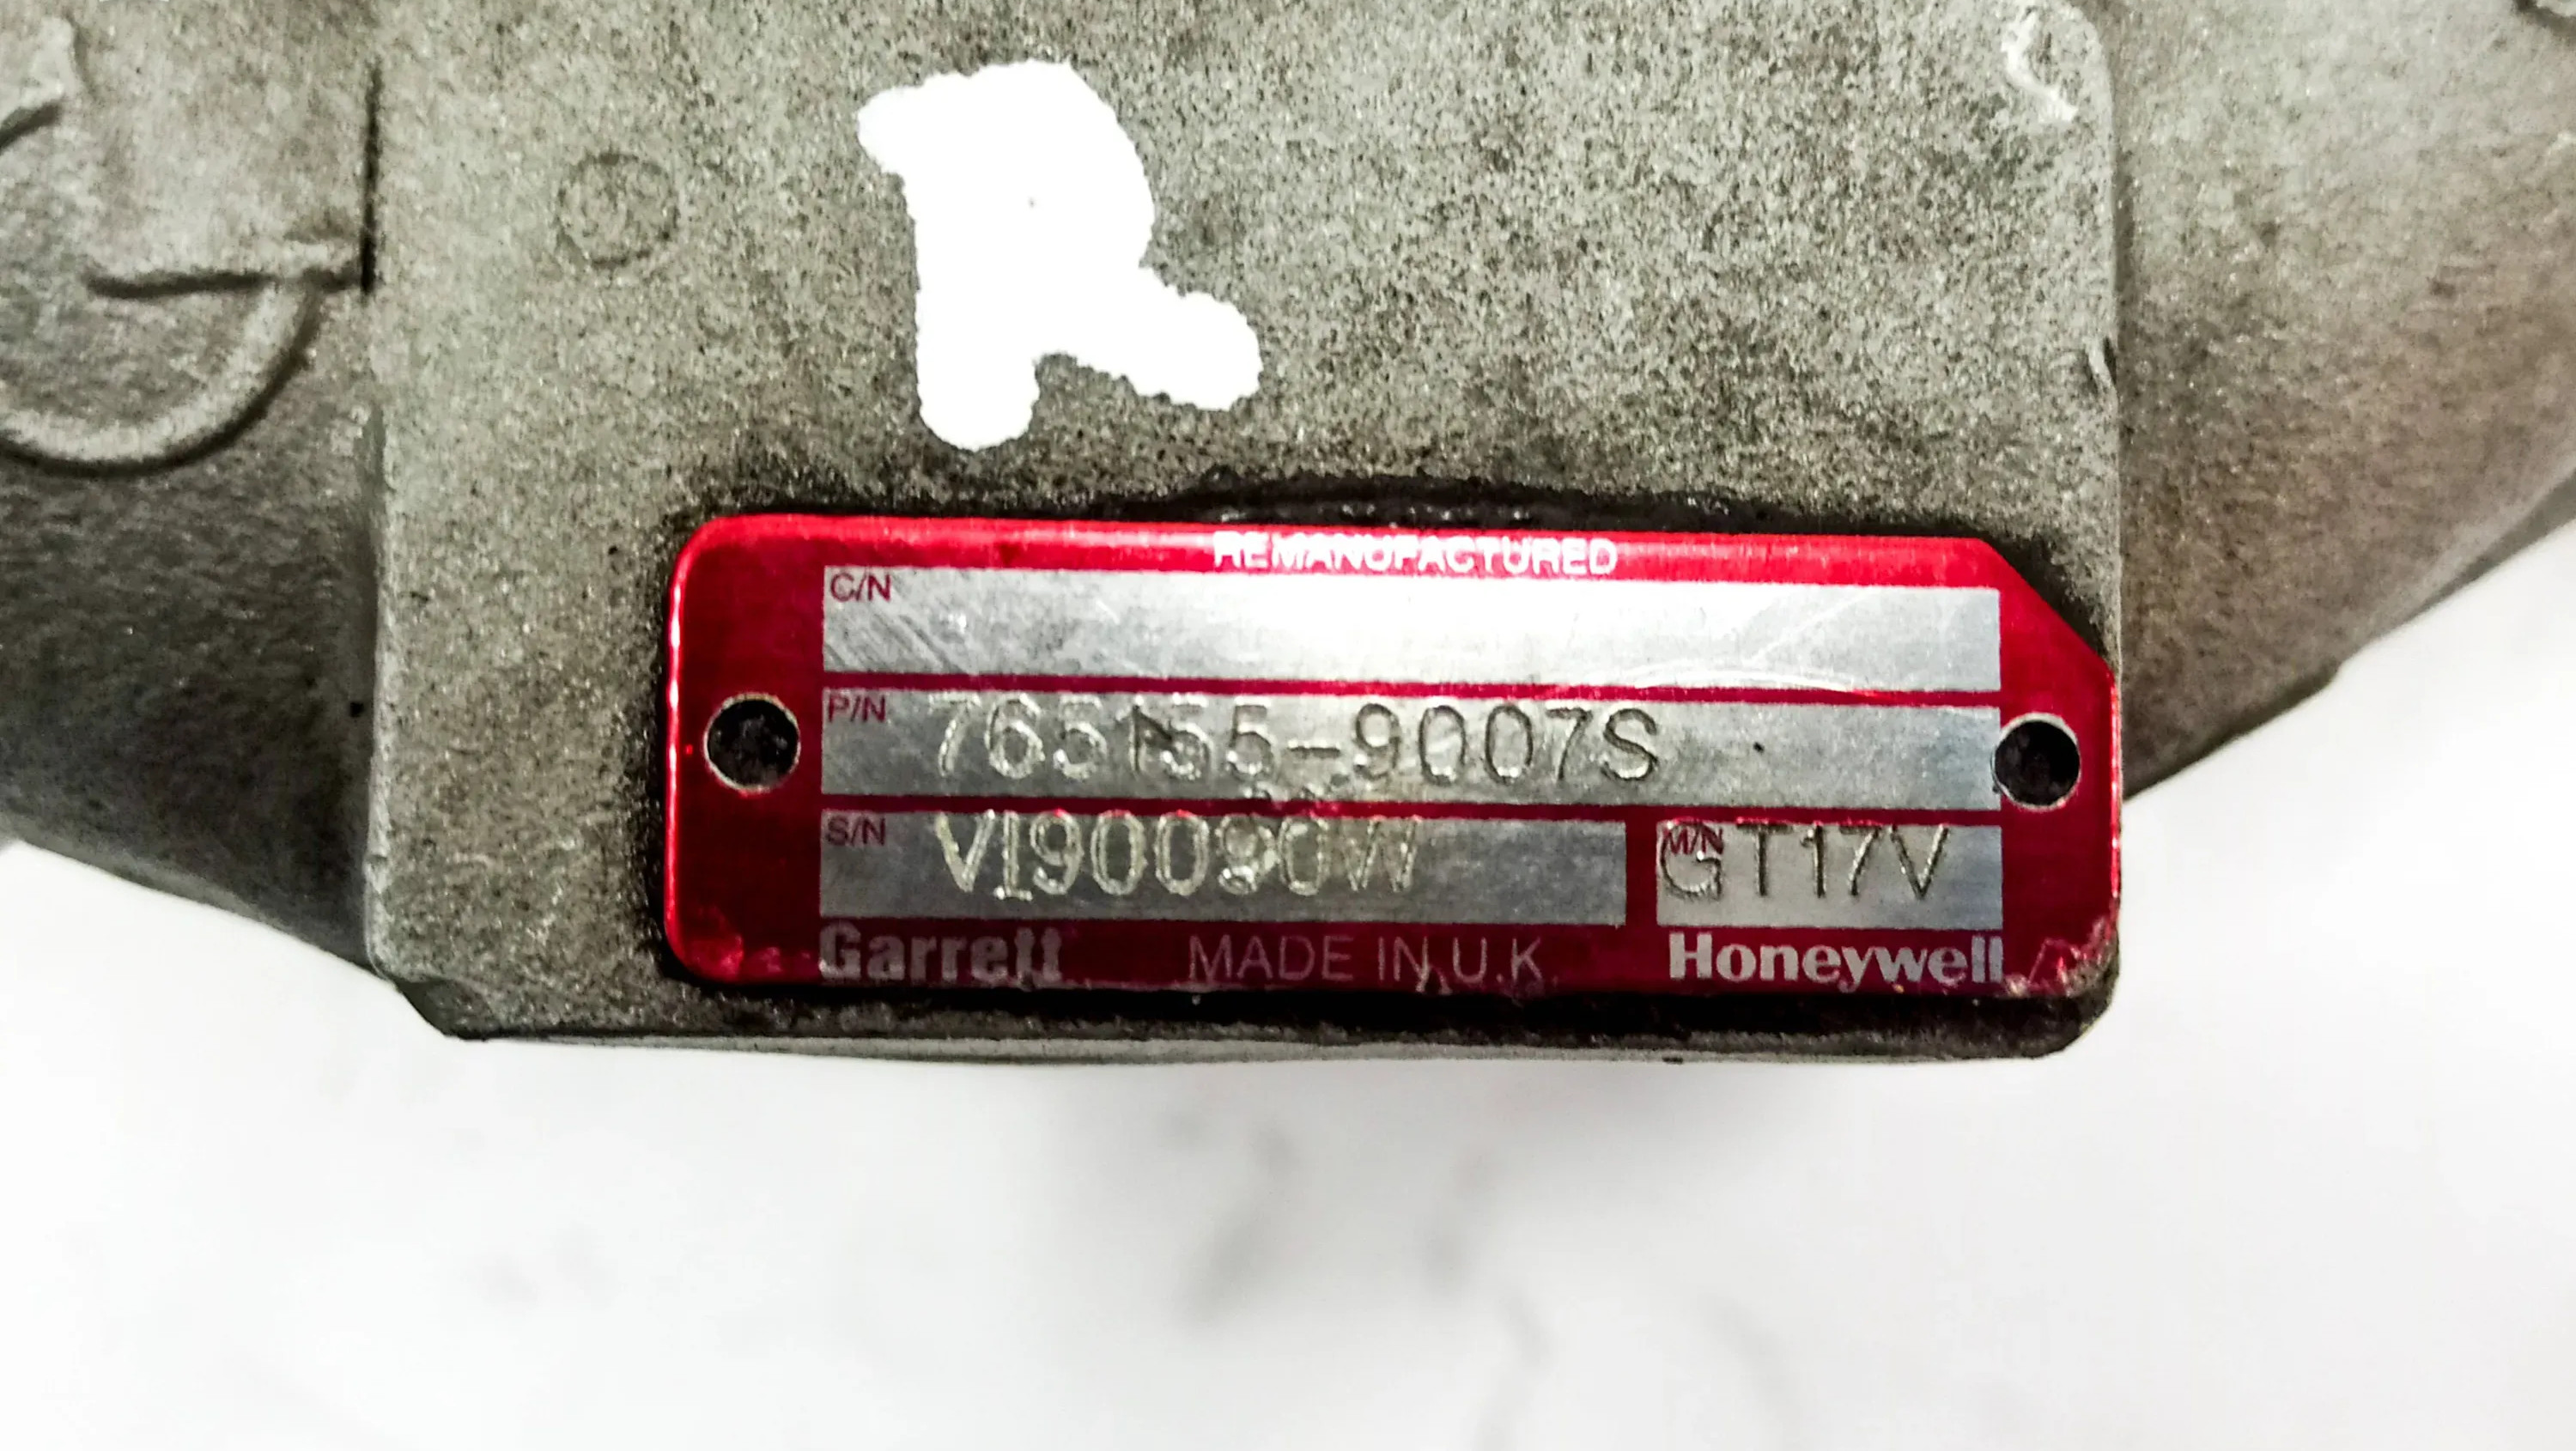 R
REMANUFACTURED
C/N
P/N 765155-9007S
S/N VI90090W M/N GT17V
Garrett MADE IN U.K. Honeywell